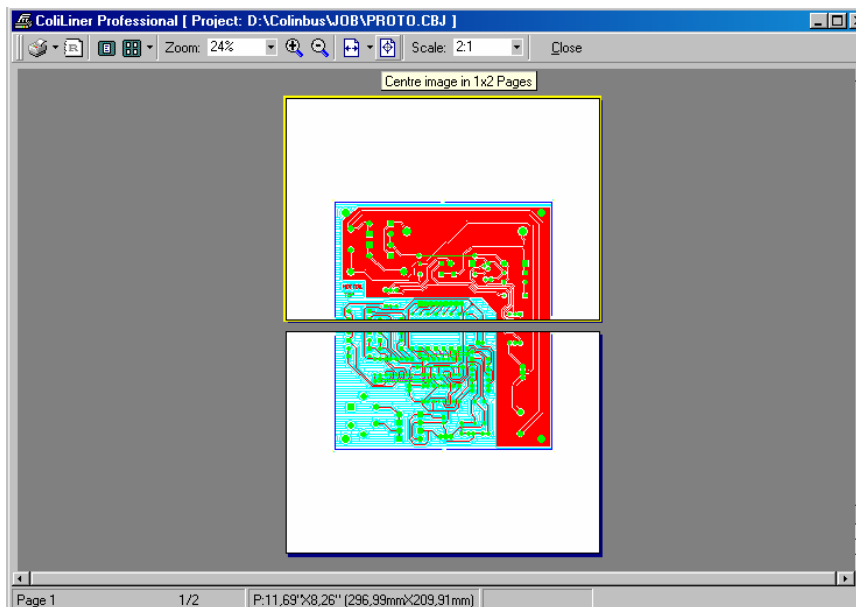 ColiLiner Professional [ Project: D:\Colinbus\JOB\PROTO.CBJ ]
Zoom: 24% Scale: 2:1 Close
Centre image in 1x2 Pages
Page 1 1/2 P:11,69"X8,26" (296,99mmX209,91mm)